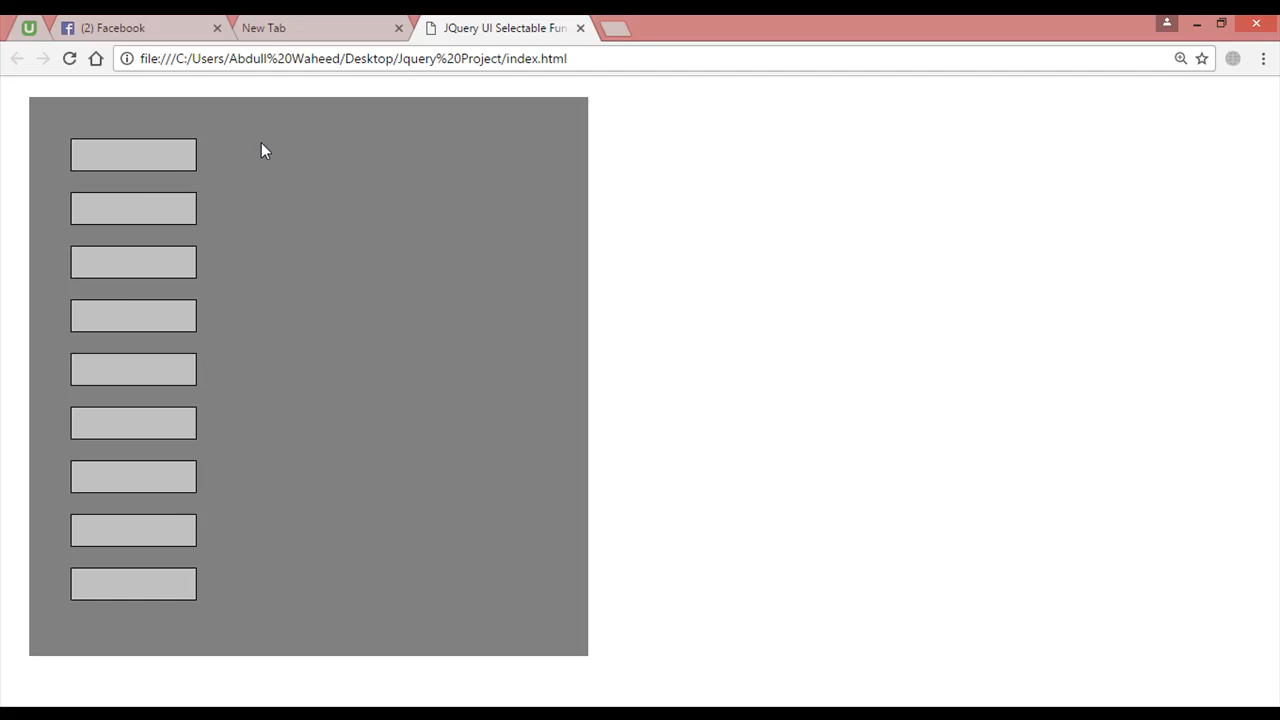 (2) Facebook
New Tab
JQuery UI Selectable Fun
file:///C:/Users/Abdull%20Waheed/Desktop/Jquery%20Project/index.html